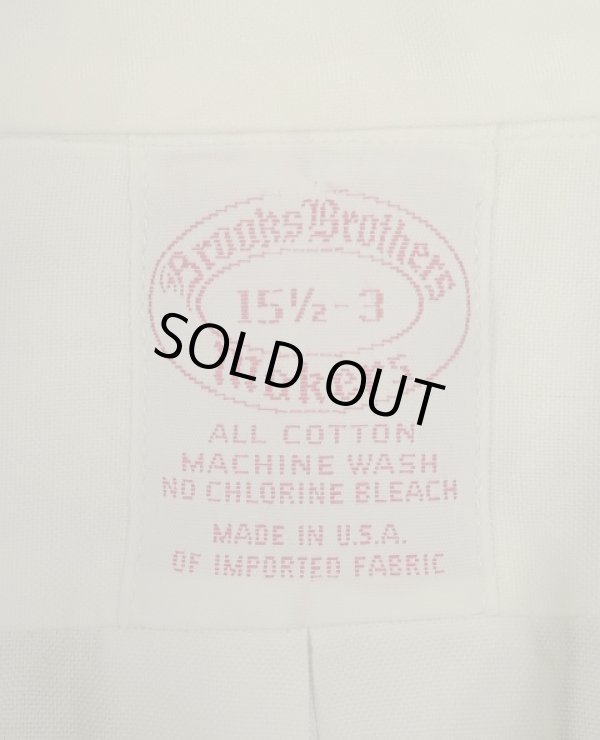 Brooks Brothers
15½-3
SOLD OUT
Makers
ALL COTTON
MACHINE WASH
NO CHLORINE BLEACH
MADE IN U.S.A.
OF IMPORTED FABRIC